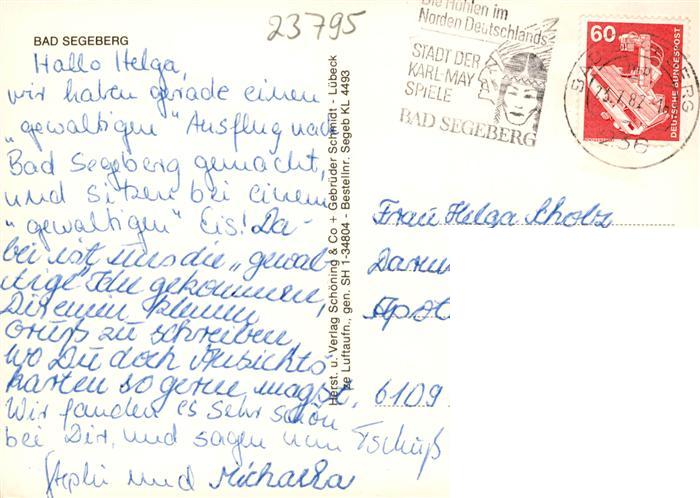 23795
BAD SEGEBERG
Hallo Helga,
wir haben gerade einen
„gewaltigen" Ausflug nach
Bad Segeberg gemacht,
und sitzen bei einem
„gewaltigen" Eis! Da-
bei ist uns die „gewal-
tige" Idee gekommen,
Dir einen kleinen
Gruß zu schreiben
wo Du doch Ansichts
karten so gerne magst.
Wir fanden es sehr schön
bei Dir, und sagen nun Tschüß
Stephi und Michaela
Herst. u. Verlag Schöning & Co + Gebrüder Schmidt - Lübeck
ke Luftaufn., gen. SH 1-34804 - Bestellnr. Segeb KL 4493
Die Höhlen im
Norden Deutschlands
STADT DER
KARL-MAY
SPIELE
BAD SEGEBERG
60
DEUTSCHE BUNDESPOST
Frau Helga Scholz
Darm
Apot
6109